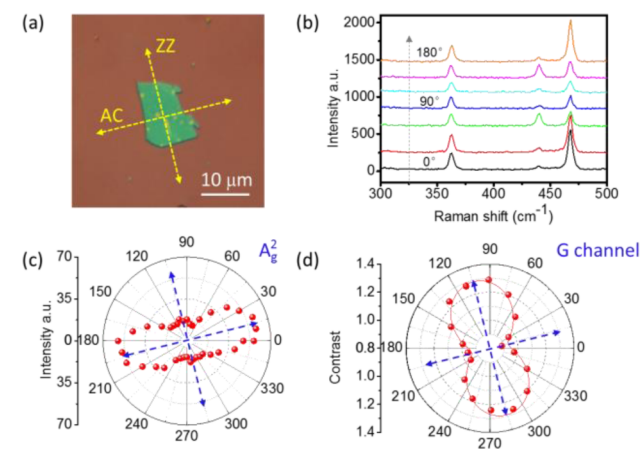 (a)
ZZ
AC
10 μm
(b)
2000
1500
1000
500
0
Intensity a.u.
180°
90°
0°
300 350 400 450 500
Raman shift (cm-1)
(c)
A²g
70
35
0
35
70
Intensity a.u.
90
120 60
150 30
180 0
210 330
240 300
270
(d)
G channel
1.4
1.2
1.0
0.8
1.0
1.2
1.4
Contrast
90
120 60
150 30
180 0
210 330
240 300
270